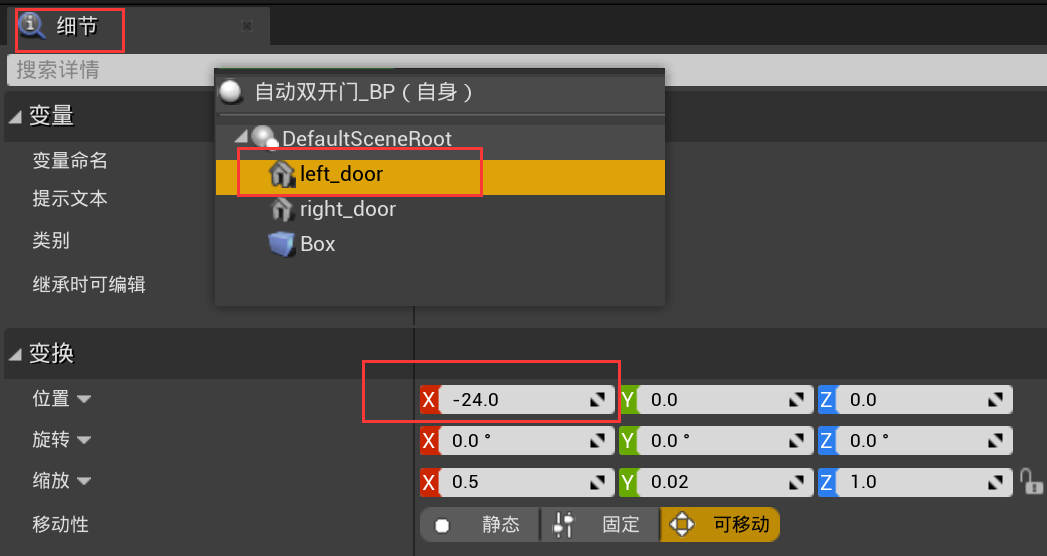 细节
搜索详情
变量
变量命名
提示文本
类别
继承时可编辑
自动双开门_BP（自身）
DefaultSceneRoot
left_door
right_door
Box
变换
位置 X -24.0 Y 0.0 Z 0.0
旋转 X 0.0 ° Y 0.0 ° Z 0.0 °
缩放 X 0.5 Y 0.02 Z 1.0
移动性 静态 固定 可移动